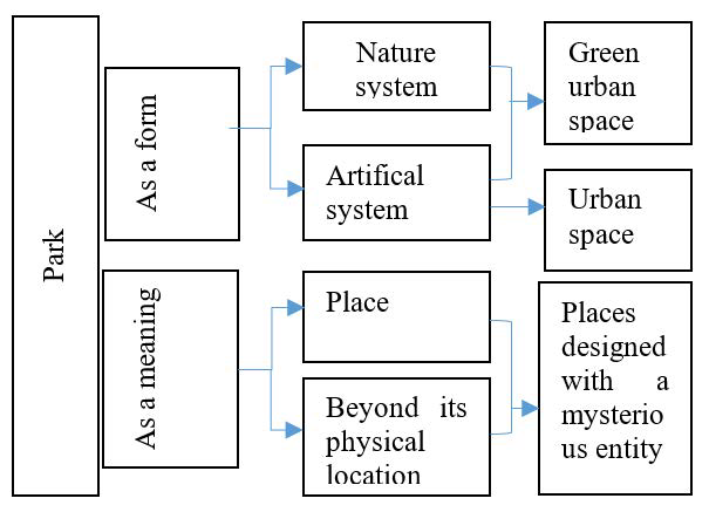 Park
As a form
Nature
system
Artifical
system
Green
urban
space
Urban
space
As a meaning
Place
Beyond its
physical
location
Places
designed
with a
mysterio
us entity